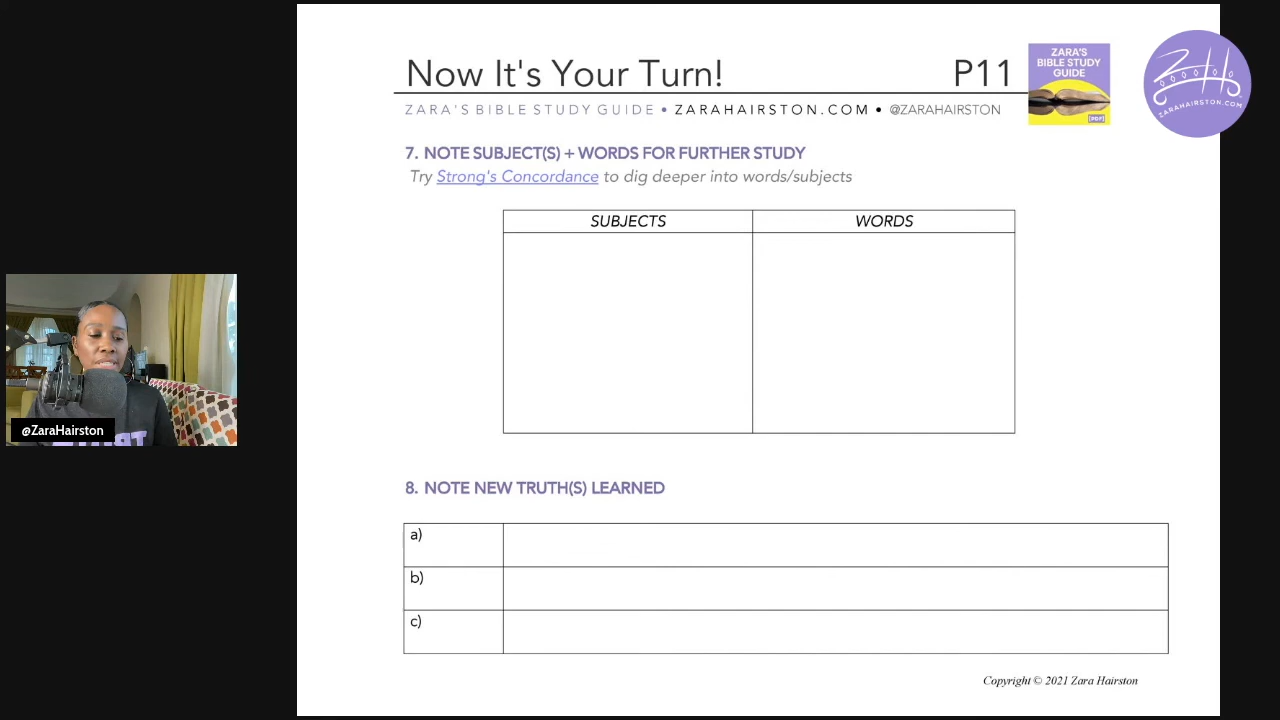 Now It's Your Turn!
P11
ZARA'S BIBLE STUDY GUIDE • ZARAHAIRSTON.COM • @ZARAHAIRSTON
ZARA'S
BIBLE STUDY
GUIDE
[PDF]
ZARAHAIRSTON.COM
7. NOTE SUBJECT(S) + WORDS FOR FURTHER STUDY
Try Strong's Concordance to dig deeper into words/subjects
SUBJECTS
WORDS
@ZaraHairston
8. NOTE NEW TRUTH(S) LEARNED
a)
b)
c)
Copyright © 2021 Zara Hairston